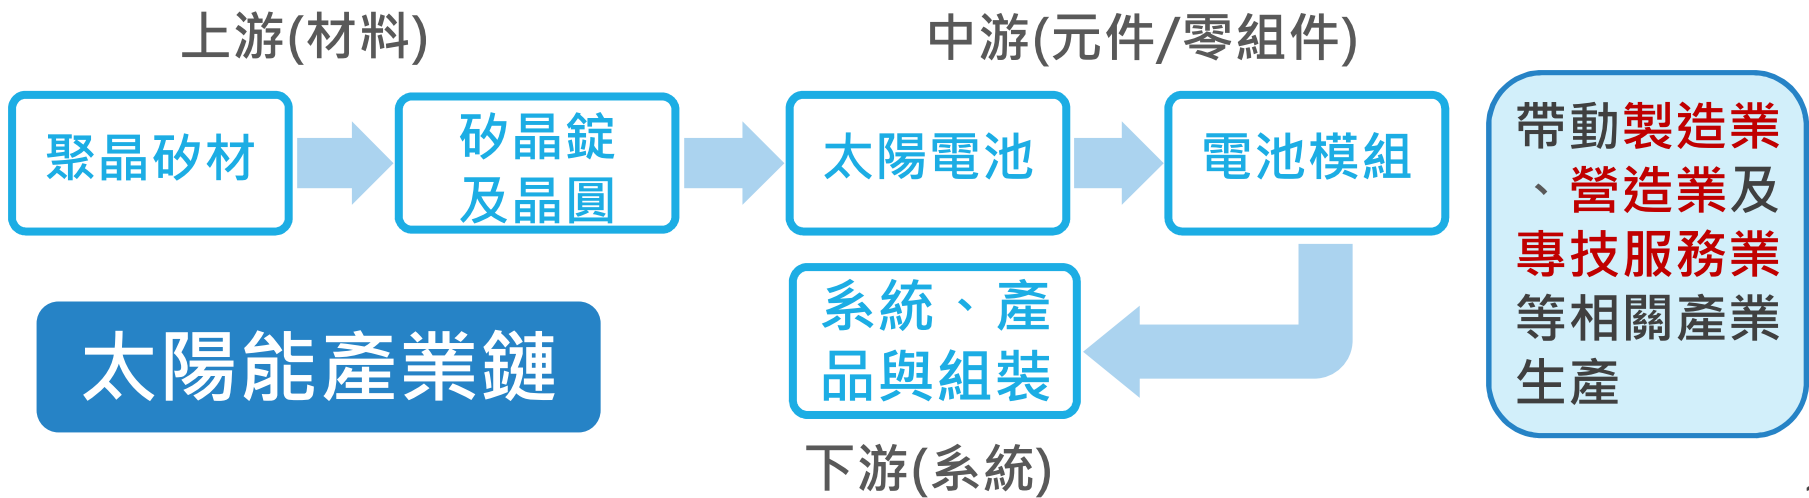 上游(材料)
中游(元件/零組件)
聚晶矽材
矽晶錠
及晶圓
太陽電池
電池模組
系統、產
品與組裝
下游(系統)
太陽能產業鏈
帶動製造業
、營造業及
專技服務業
等相關產業
生產